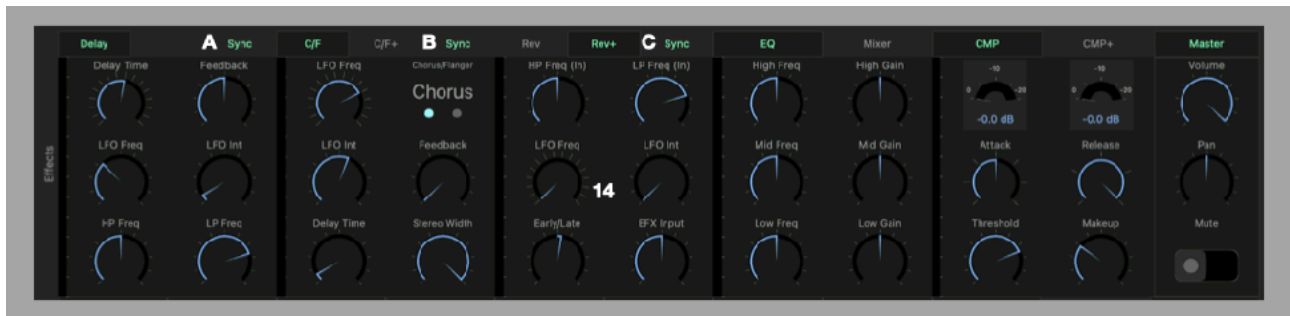 Delay A Sync C/F C/F+ B Sync Rev Rev+ C Sync EQ Mixer CMP CMP+ Master
Delay Time Feedback LFO Freq Chorus/Flanger HP Freq (In) LP Freq (In) High Freq High Gain -10 -10 Volume
Chorus 0 -20 0 -20
-0.0 dB -0.0 dB
LFO Freq LFO Int LFO Int Feedback LFO Freq LFO Int Mid Freq Mid Gain Attack Release Pan
Effects
14
HP Freq LP Freq Delay Time Stereo Width Early/Late EFX Input Low Freq Low Gain Threshold Makeup Mute